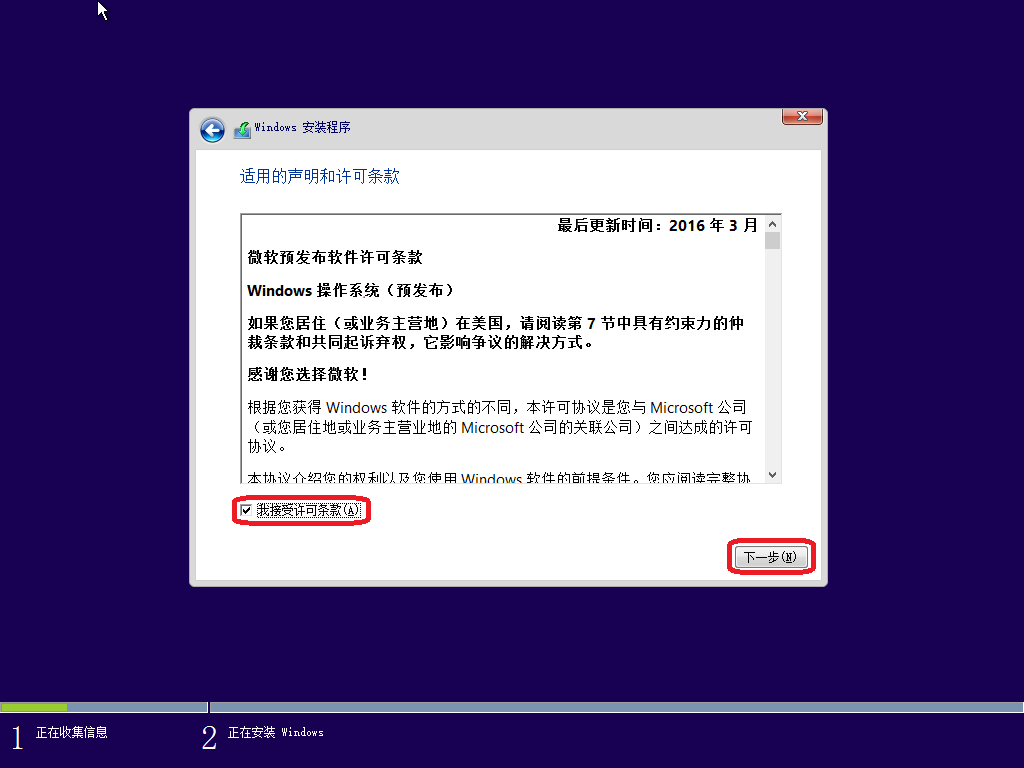 Windows 安装程序
适用的声明和许可条款
最后更新时间：2016 年 3 月
微软预发布软件许可条款
Windows 操作系统（预发布）
如果您居住（或业务主营地）在美国，请阅读第 7 节中具有约束力的仲
裁条款和共同起诉弃权，它影响争议的解决方式。
感谢您选择微软！
根据您获得 Windows 软件的方式的不同，本许可协议是您与 Microsoft 公司
（或您居住地或业务主营业地的 Microsoft 公司的关联公司）之间达成的许可
协议。
本协议介绍您的权利以及您使用 Windows 软件的前提条件。您应阅读完整协
我接受许可条款(A)
下一步(N)
1 正在收集信息
2 正在安装 Windows